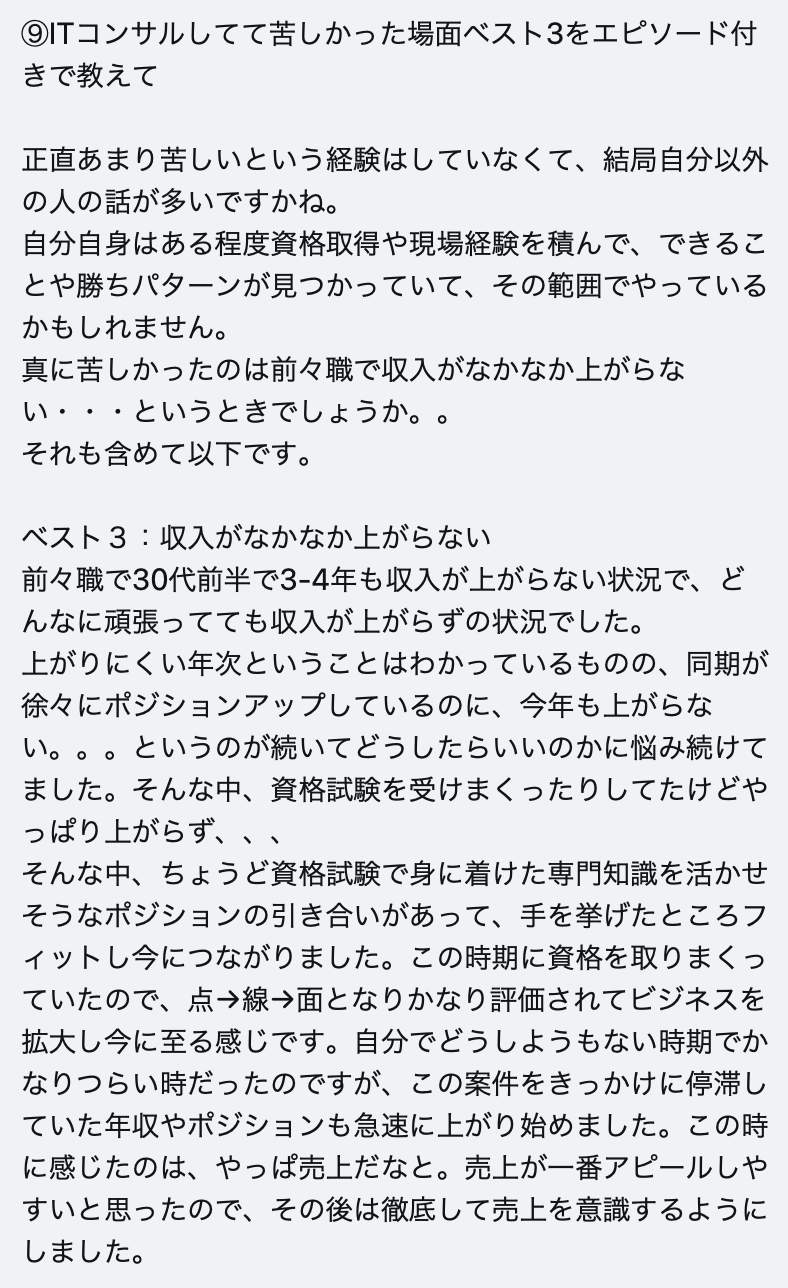 ⑨ITコンサルしてて苦しかった場面ベスト3をエピソード付
きで教えて
正直あまり苦しいという経験はしていなくて、結局自分以外
の人の話が多いですかね。
自分自身はある程度資格取得や現場経験を積んで、できるこ
とや勝ちパターンが見つかっていて、その範囲でやっている
かもしれません。
真に苦しかったのは前々職で収入がなかなか上がらな
い・・・というときでしょうか。。
それも含めて以下です。
ベスト３：収入がなかなか上がらない
前々職で30代前半で3-4年も収入が上がらない状況で、ど
んなに頑張ってても収入が上がらずの状況でした。
上がりにくい年次ということはわかっているものの、同期が
徐々にポジションアップしているのに、今年も上がらな
い。。。というのが続いてどうしたらいいのかに悩み続けて
ました。そんな中、資格試験を受けまくったりしてたけどや
っぱり上がらず、、、
そんな中、ちょうど資格試験で身に着けた専門知識を活かせ
そうなポジションの引き合いがあって、手を挙げたところフ
ィットし今につながりました。この時期に資格を取りまくっ
ていたので、点→線→面となりかなり評価されてビジネスを
拡大し今に至る感じです。自分でどうしようもない時期でか
なりつらい時だったのですが、この案件をきっかけに停滞し
ていた年収やポジションも急速に上がり始めました。この時
に感じたのは、やっぱ売上だなと。売上が一番アピールしや
すいと思ったので、その後は徹底して売上を意識するように
しました。